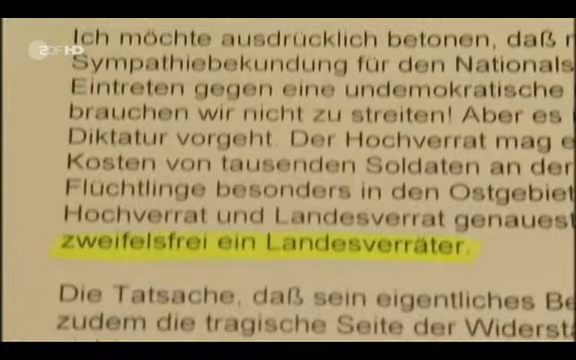 ZDF HD
Ich möchte ausdrücklich betonen, daß
Sympathiebekundung für den Nationals
Eintreten gegen eine undemokratische
brauchen wir nicht zu streiten! Aber es
Diktatur vorgeht. Der Hochverrat mag e
Kosten von tausenden Soldaten an der
Flüchtlinge besonders in den Ostgebiet
Hochverrat und Landesverrat genauest
zweifelsfrei ein Landesverräter.
Die Tatsache, daß sein eigentliches Be
zudem die tragische Seite der Widerst